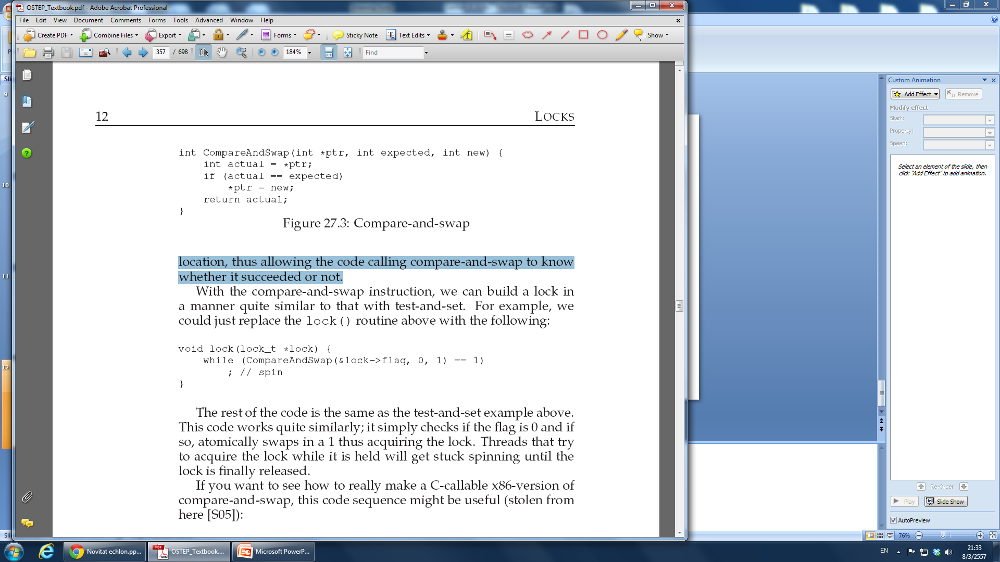 OSTEP_Textbook.pdf - Adobe Acrobat Professional
File Edit View Document Comments Forms Tools Advanced Window Help
Create PDF Combine Files Export Forms Sticky Note Text Edits Show
357 / 698 184% Find
12 LOCKS
int CompareAndSwap(int *ptr, int expected, int new) {
int actual = *ptr;
if (actual == expected)
*ptr = new;
return actual;
}
Figure 27.3: Compare-and-swap
location, thus allowing the code calling compare-and-swap to know
whether it succeeded or not.
With the compare-and-swap instruction, we can build a lock in
a manner quite similar to that with test-and-set. For example, we
could just replace the lock() routine above with the following:
void lock(lock_t *lock) {
while (CompareAndSwap(&lock->flag, 0, 1) == 1)
; // spin
}
The rest of the code is the same as the test-and-set example above.
This code works quite similarly; it simply checks if the flag is 0 and if
so, atomically swaps in a 1 thus acquiring the lock. Threads that try
to acquire the lock while it is held will get stuck spinning until the
lock is finally released.
If you want to see how to really make a C-callable x86-version of
compare-and-swap, this code sequence might be useful (stolen from
here [S05]):
9
10
11
12
Custom Animation
Add Effect Remove
Modify effect
Start:
Property:
Speed:
Select an element of the slide, then
click "Add Effect" to add animation.
Re-Order
Play Slide Show
AutoPreview
76%
Novitat echlon.pp...
OSTEP_Textbook....
Microsoft PowerP...
EN
21:33
8/3/2557